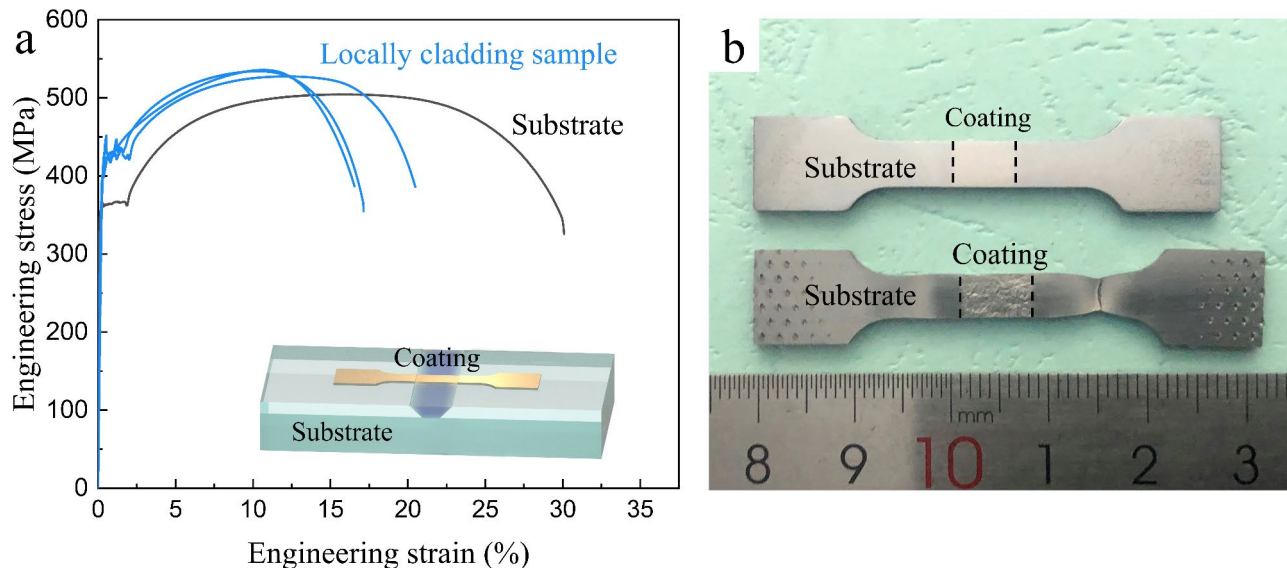 a
Locally cladding sample
Substrate
Coating
Substrate
Engineering stress (MPa)
600
500
400
300
200
100
0
0 5 10 15 20 25 30 35
Engineering strain (%)
b
Coating
Substrate
Coating
Substrate
mm
8 9 10 1 2 3